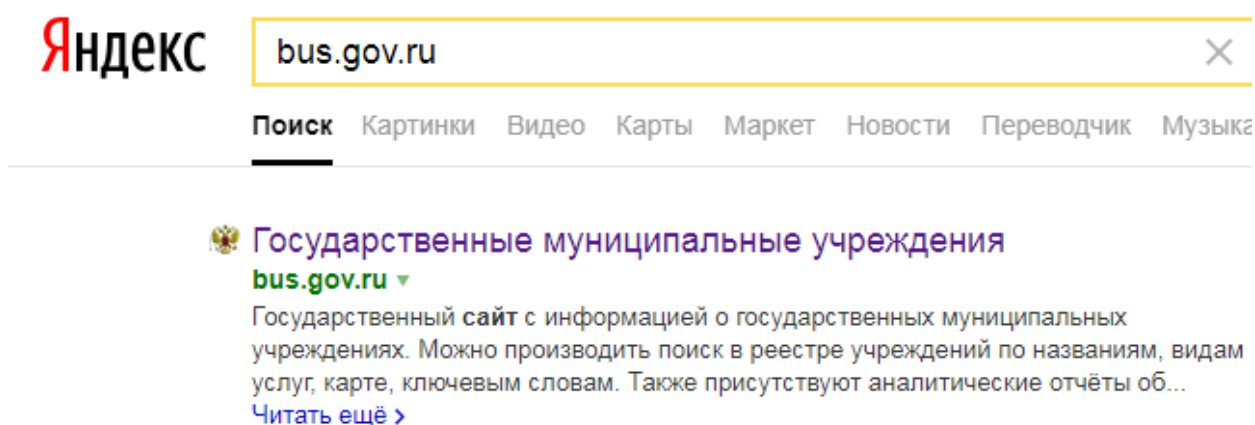 Яндекс
bus.gov.ru
Поиск Картинки Видео Карты Маркет Новости Переводчик Музыка
Государственные муниципальные учреждения
bus.gov.ru
Государственный сайт с информацией о государственных муниципальных
учреждениях. Можно производить поиск в реестре учреждений по названиям, видам
услуг, карте, ключевым словам. Также присутствуют аналитические отчёты об...
Читать ещё >